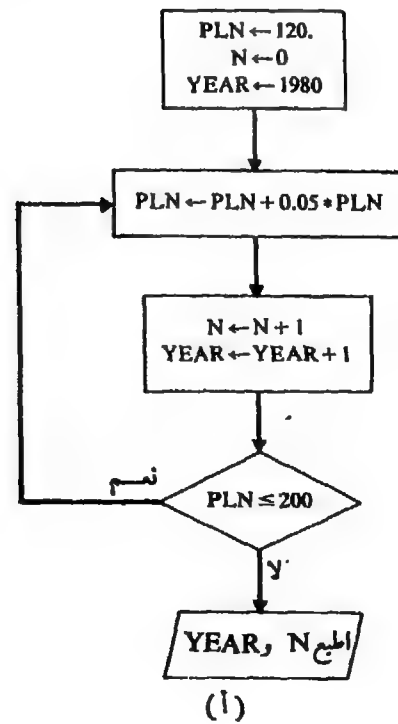 PLN ← 120.
N ← 0
YEAR ← 1980
PLN ← PLN + 0.05 * PLN
N ← N + 1
YEAR ← YEAR + 1
PLN ≤ 200
نعم
لا
اطبع YEAR, N
(أ)